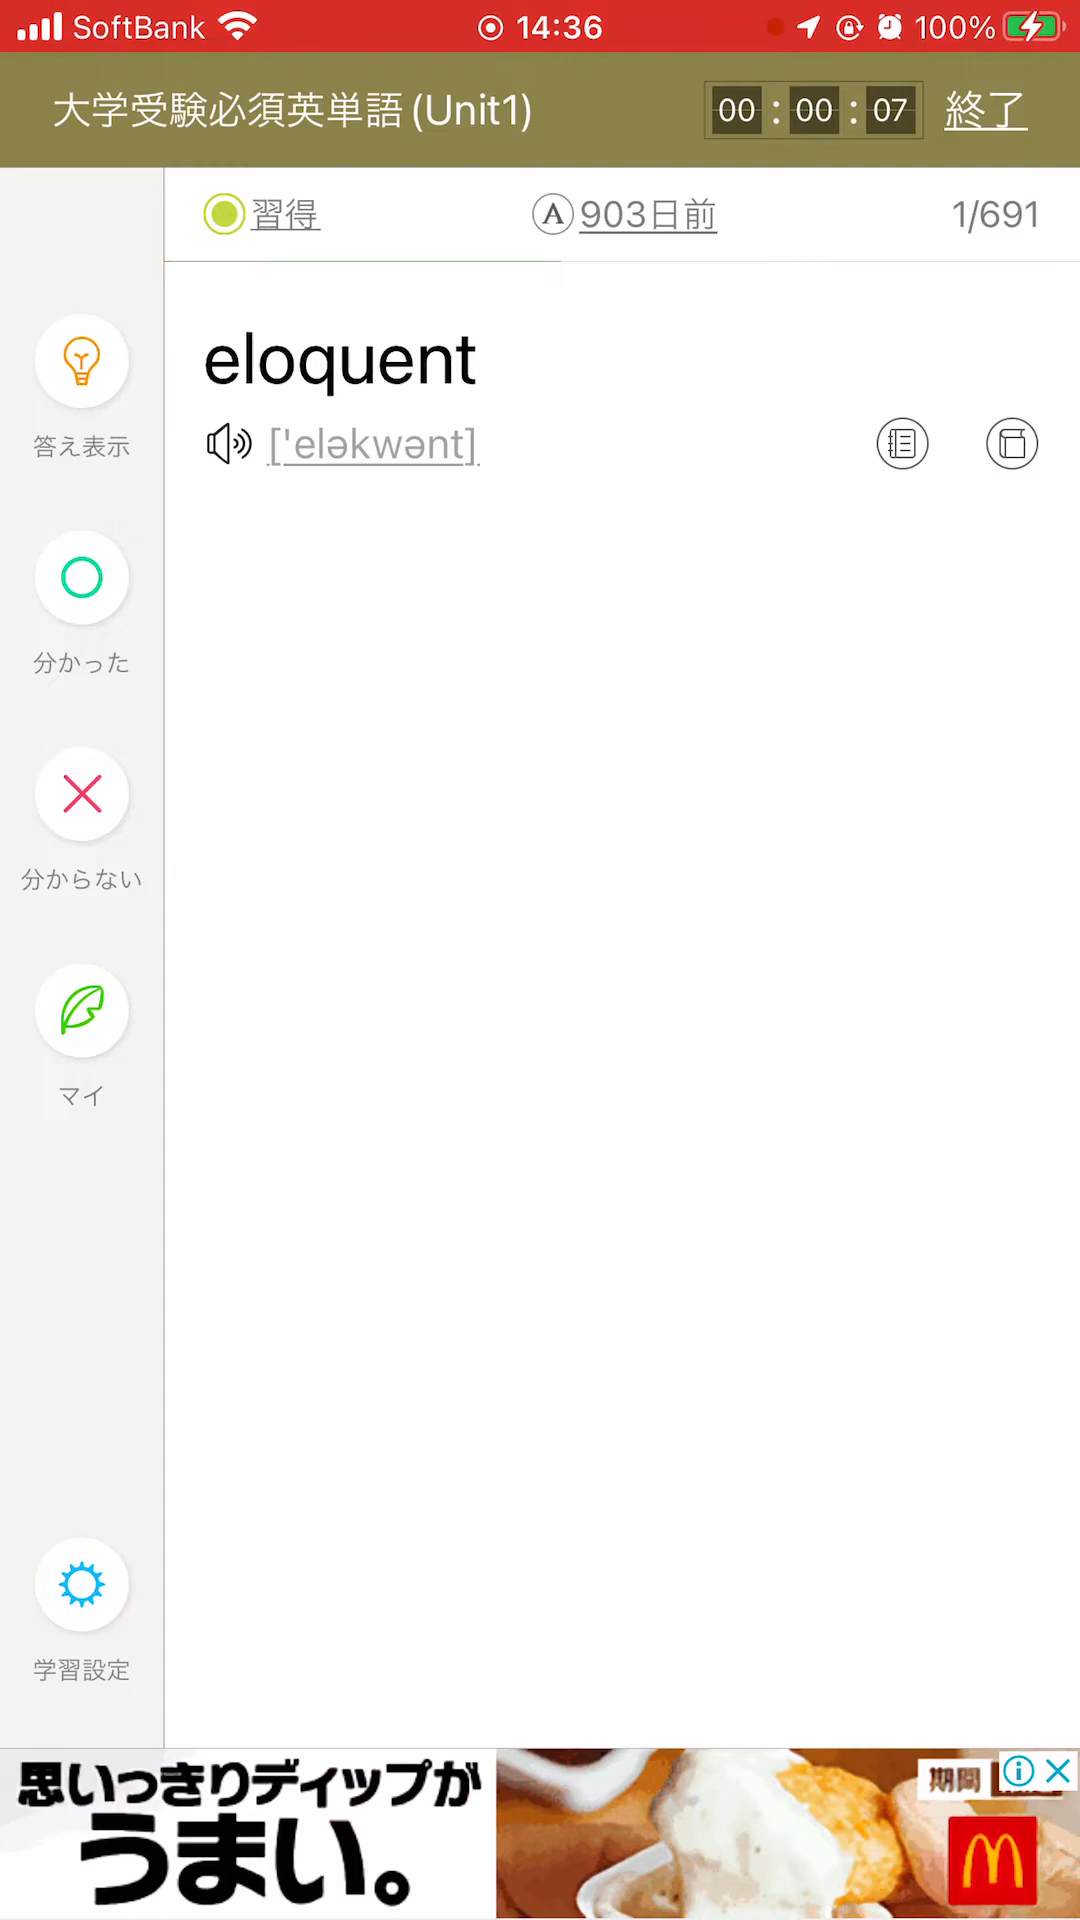 SoftBank 14:36 100%
大学受験必須英単語(Unit1) 00:00:07 終了
習得 A 903日前 1/691
eloquent
['eləkwənt]
答え表示
分かった
分からない
マイ
学習設定
思いっきりディップが
うまい。
期間